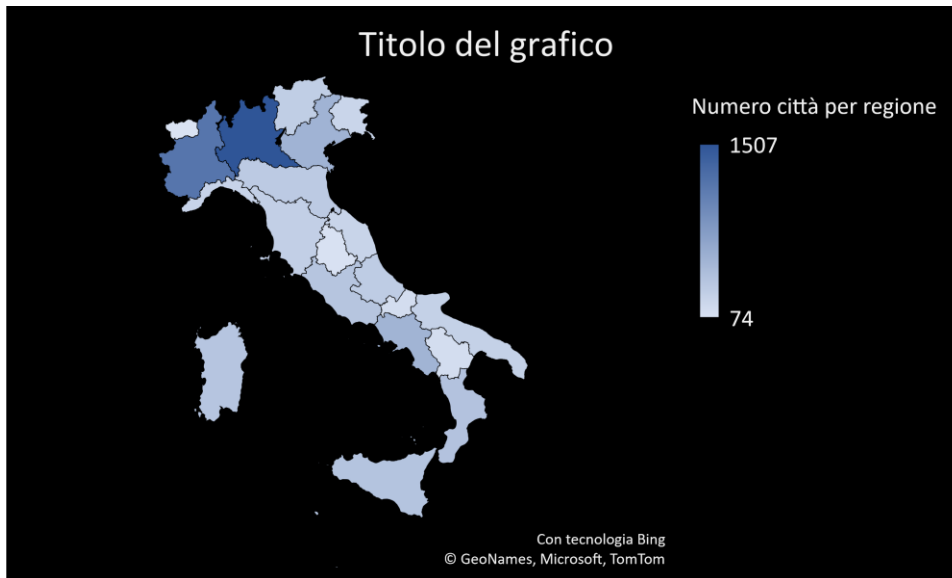 Titolo del grafico
Numero città per regione
1507
74
Con tecnologia Bing
© GeoNames, Microsoft, TomTom